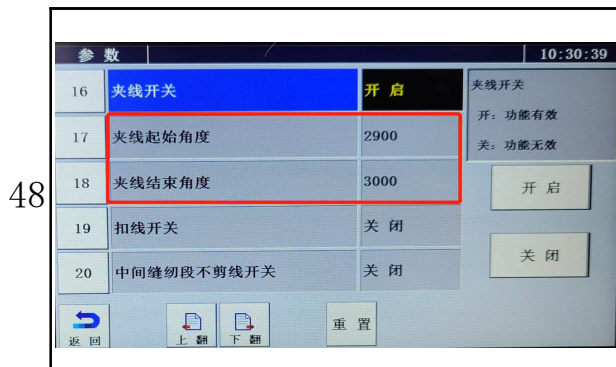 48
参 数 10:30:39
16 夹线开关 开 启
17 夹线起始角度 2900
18 夹线结束角度 3000
19 扣线开关 关 闭
20 中间缝纫段不剪线开关 关 闭
夹线开关
开：功能有效
关：功能无效
开 启
关 闭
返 回 上 翻 下 翻 重 置